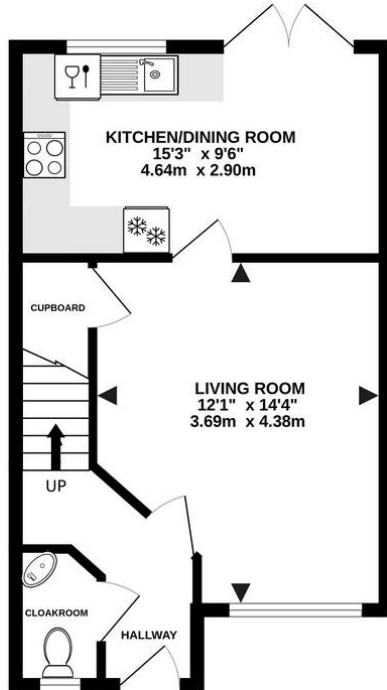 KITCHEN/DINING ROOM
15'3" x 9'6"
4.64m x 2.90m
CUPBOARD
LIVING ROOM
12'1" x 14'4"
3.69m x 4.38m
UP
CLOAKROOM
HALLWAY